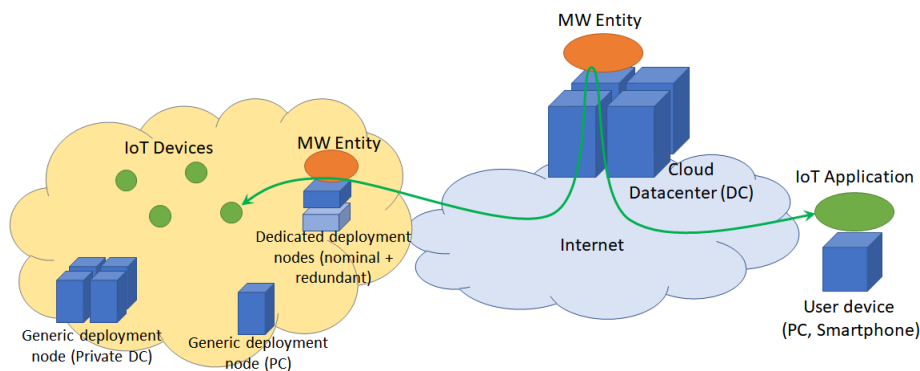 MW Entity
IoT Devices
MW Entity
Cloud
Datacenter (DC)
IoT Application
Dedicated deployment
nodes (nominal +
redundant)
Internet
Generic deployment
node (Private DC)
Generic deployment
node (PC)
User device
(PC, Smartphone)